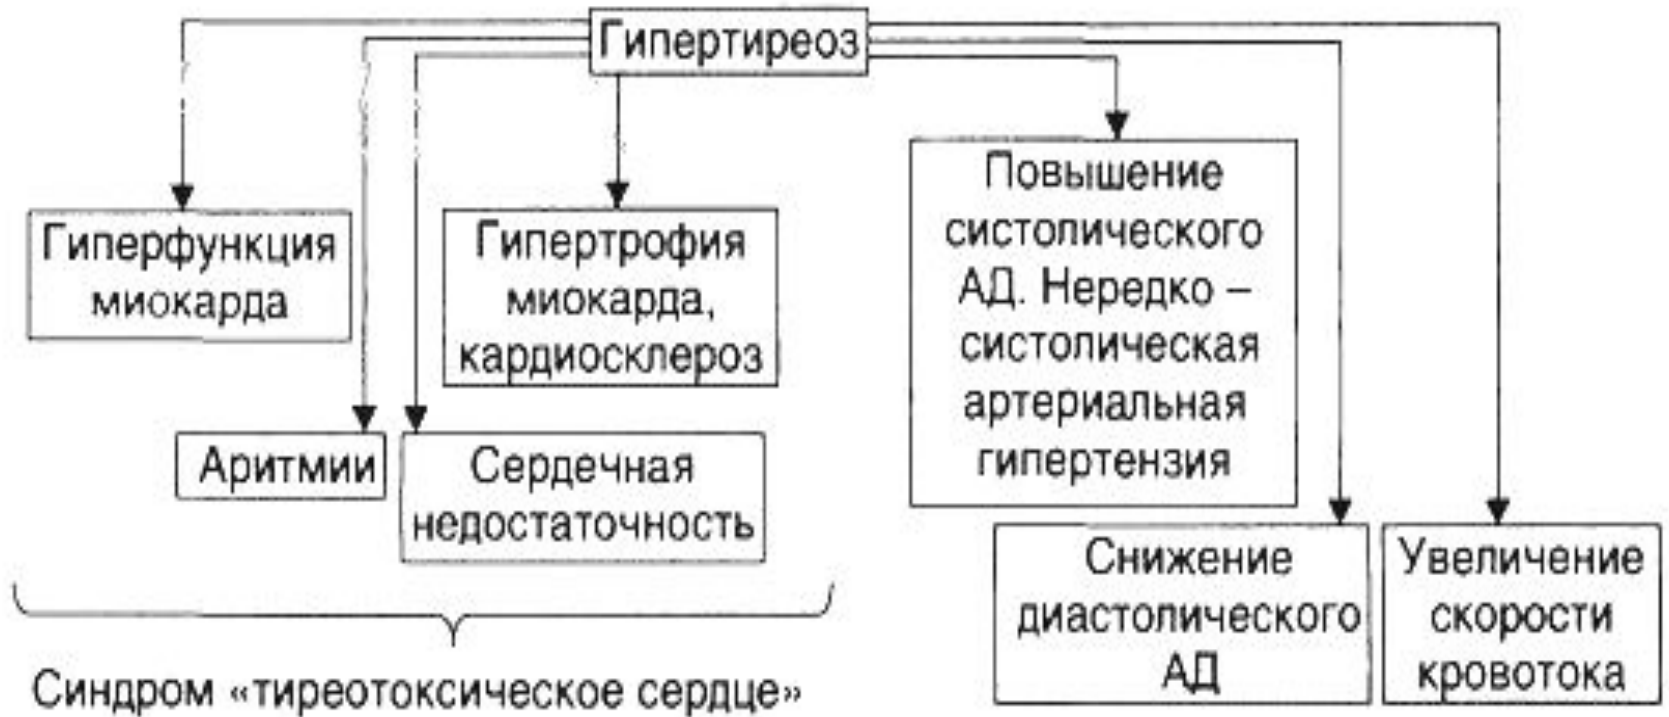 Гипертиреоз
Гиперфункция
миокарда
Гипертрофия
миокарда,
кардиосклероз
Аритмии
Сердечная
недостаточность
Синдром «тиреотоксическое сердце»
Повышение
систолического
АД. Нередко –
систолическая
артериальная
гипертензия
Снижение
диастолического
АД
Увеличение
скорости
кровотока